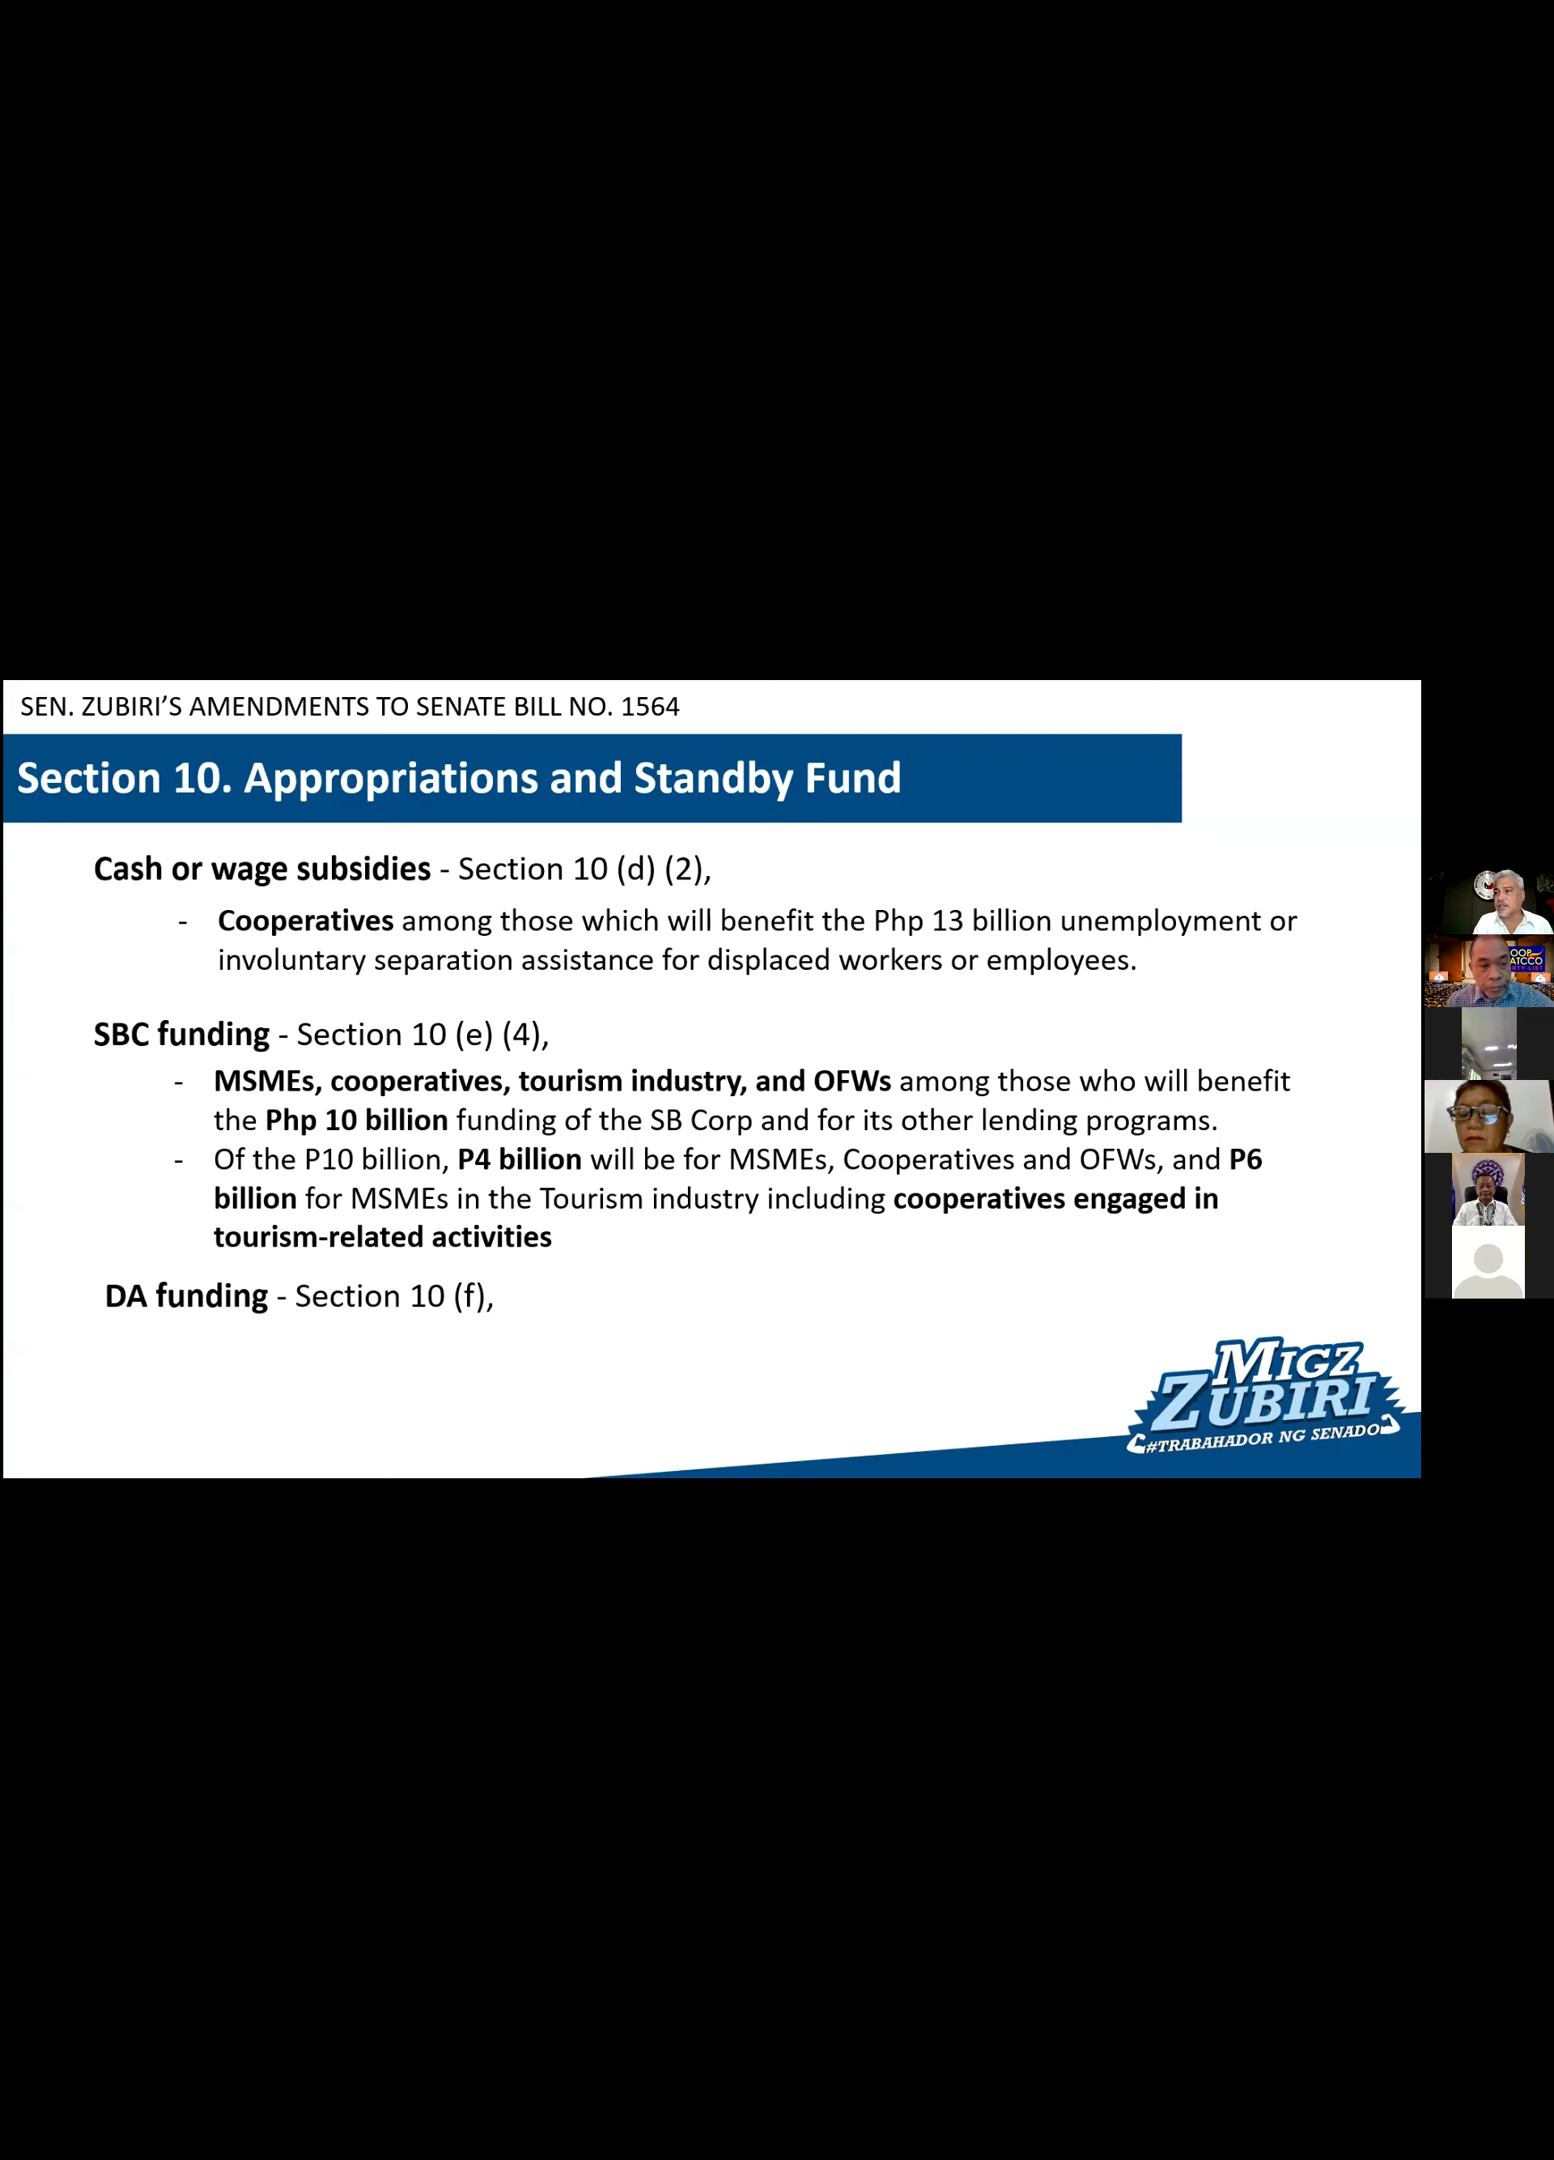 SEN. ZUBIRI’S AMENDMENTS TO SENATE BILL NO. 1564
Section 10. Appropriations and Standby Fund
Cash or wage subsidies - Section 10 (d) (2),
- Cooperatives among those which will benefit the Php 13 billion unemployment or
involuntary separation assistance for displaced workers or employees.
SBC funding - Section 10 (e) (4),
- MSMEs, cooperatives, tourism industry, and OFWs among those who will benefit
the Php 10 billion funding of the SB Corp and for its other lending programs.
- Of the P10 billion, P4 billion will be for MSMEs, Cooperatives and OFWs, and P6
billion for MSMEs in the Tourism industry including cooperatives engaged in
tourism-related activities
DA funding - Section 10 (f),
MIGZ
ZUBIRI
#TRABAHADOR NG SENADO
OOP
ATCCO
RTY-LIST